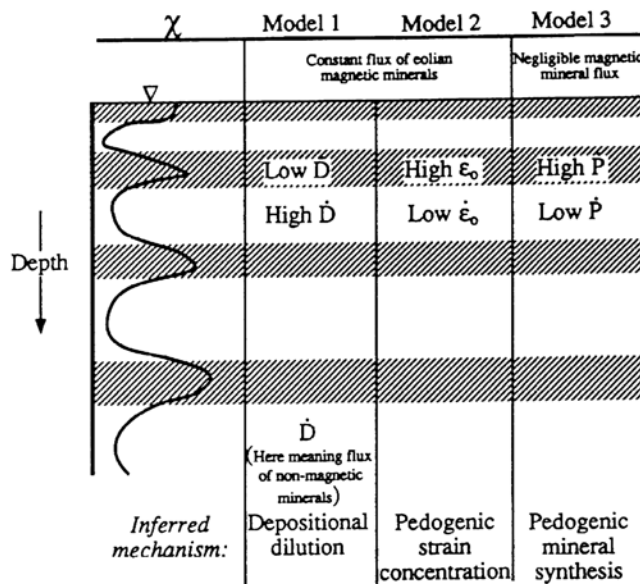 χ Model 1 Model 2 Model 3
Constant flux of eolian
magnetic minerals
Negligible magnetic
mineral flux
Low Ḋ High ε̇ₒ High Ṗ
High Ḋ Low ε̇ₒ Low Ṗ
Depth
Ḋ
(Here meaning flux
of non-magnetic
minerals)
Inferred
mechanism:
Depositional
dilution
Pedogenic
strain
concentration
Pedogenic
mineral
synthesis